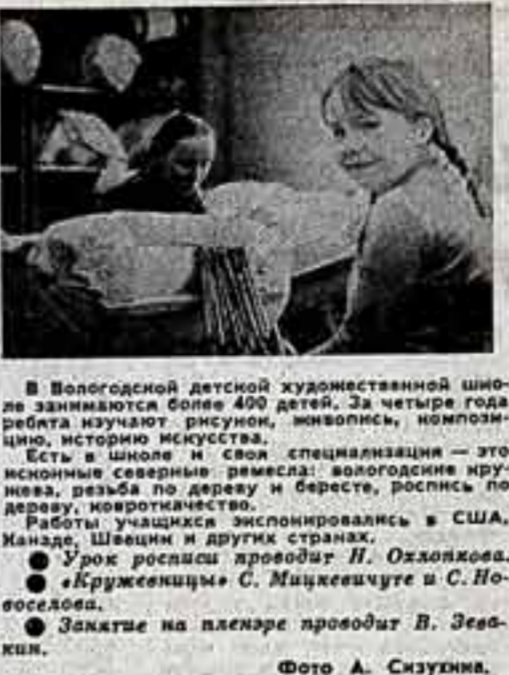 В Вологодской детской художественной шко-
ле занимаются более 400 детей. За четыре года
ребята изучают рисунок, живопись, компози-
цию, историю искусства.
Есть в школе и своя специализация — это
исконные северные ремесла: вологодские кру-
жева, резьба по дереву и бересте, роспись по
дереву, ковроткачество.
Работы учащихся экспонировались в США,
Канаде, Швеции и других странах.
● Урок росписи проводит Н. Охлопкова.
● «Кружевницы» С. Мицкевичуте и С. Но-
воселова.
● Занятие на пленэре проводит В. Зева-
кин.
Фото А. Сизухина.